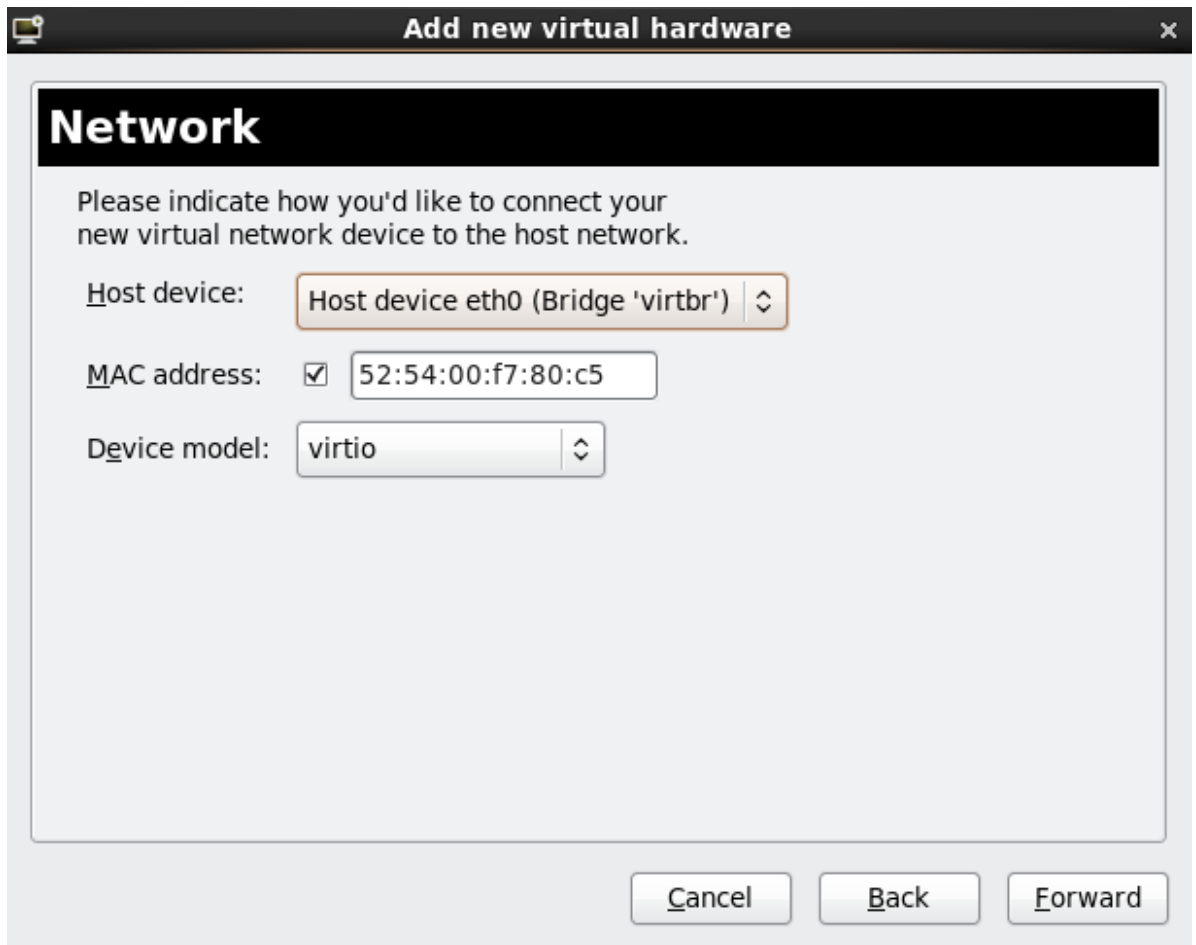 Add new virtual hardware
Network
Please indicate how you'd like to connect your
new virtual network device to the host network.
Host device: Host device eth0 (Bridge 'virtbr')
MAC address: 52:54:00:f7:80:c5
Device model: virtio
Cancel Back Forward